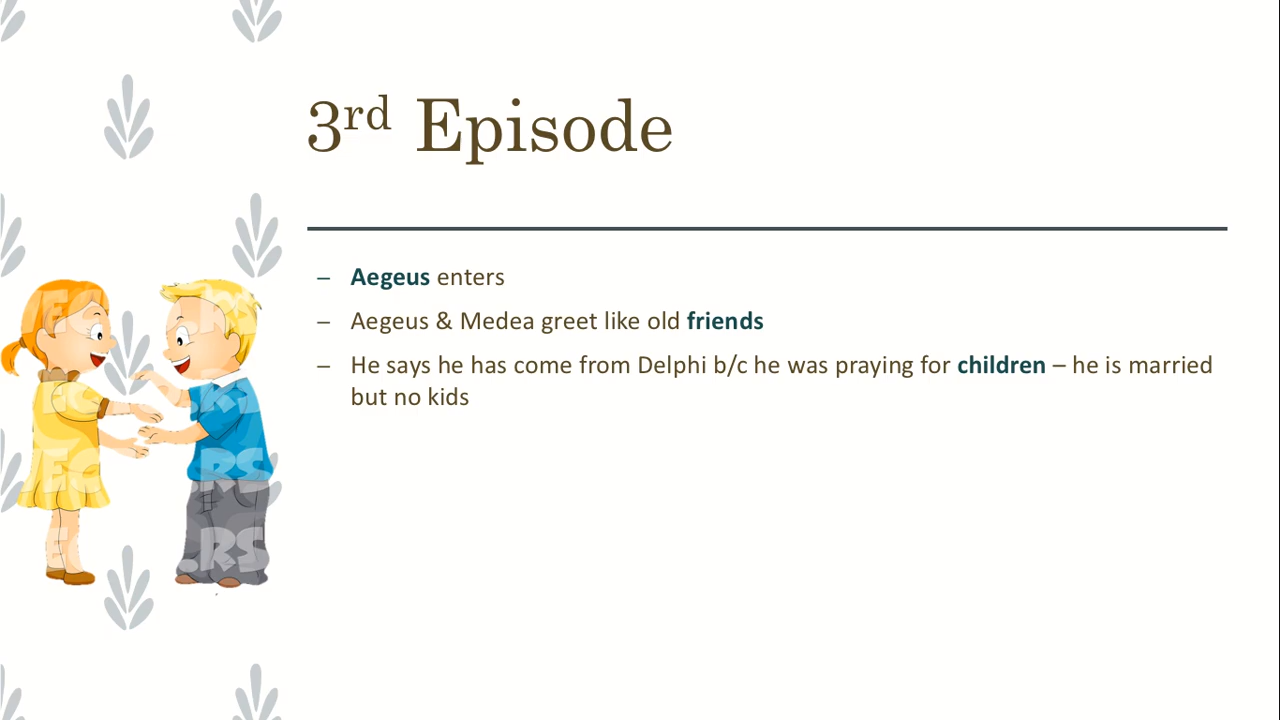 3rd Episode
– Aegeus enters
– Aegeus & Medea greet like old friends
– He says he has come from Delphi b/c he was praying for children – he is married
but no kids